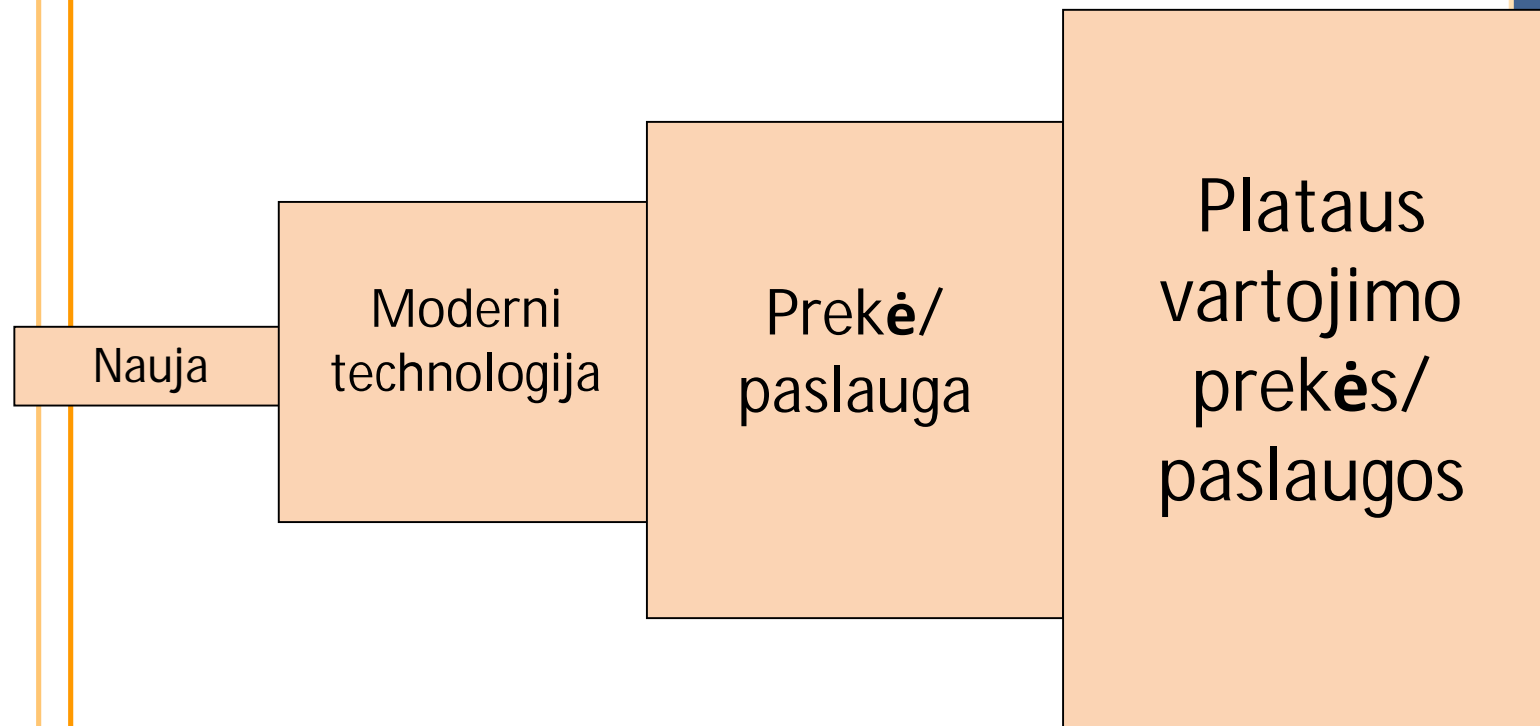 Nauja
Moderni
technologija
Prekė/
paslauga
Plataus
vartojimo
prekės/
paslaugos